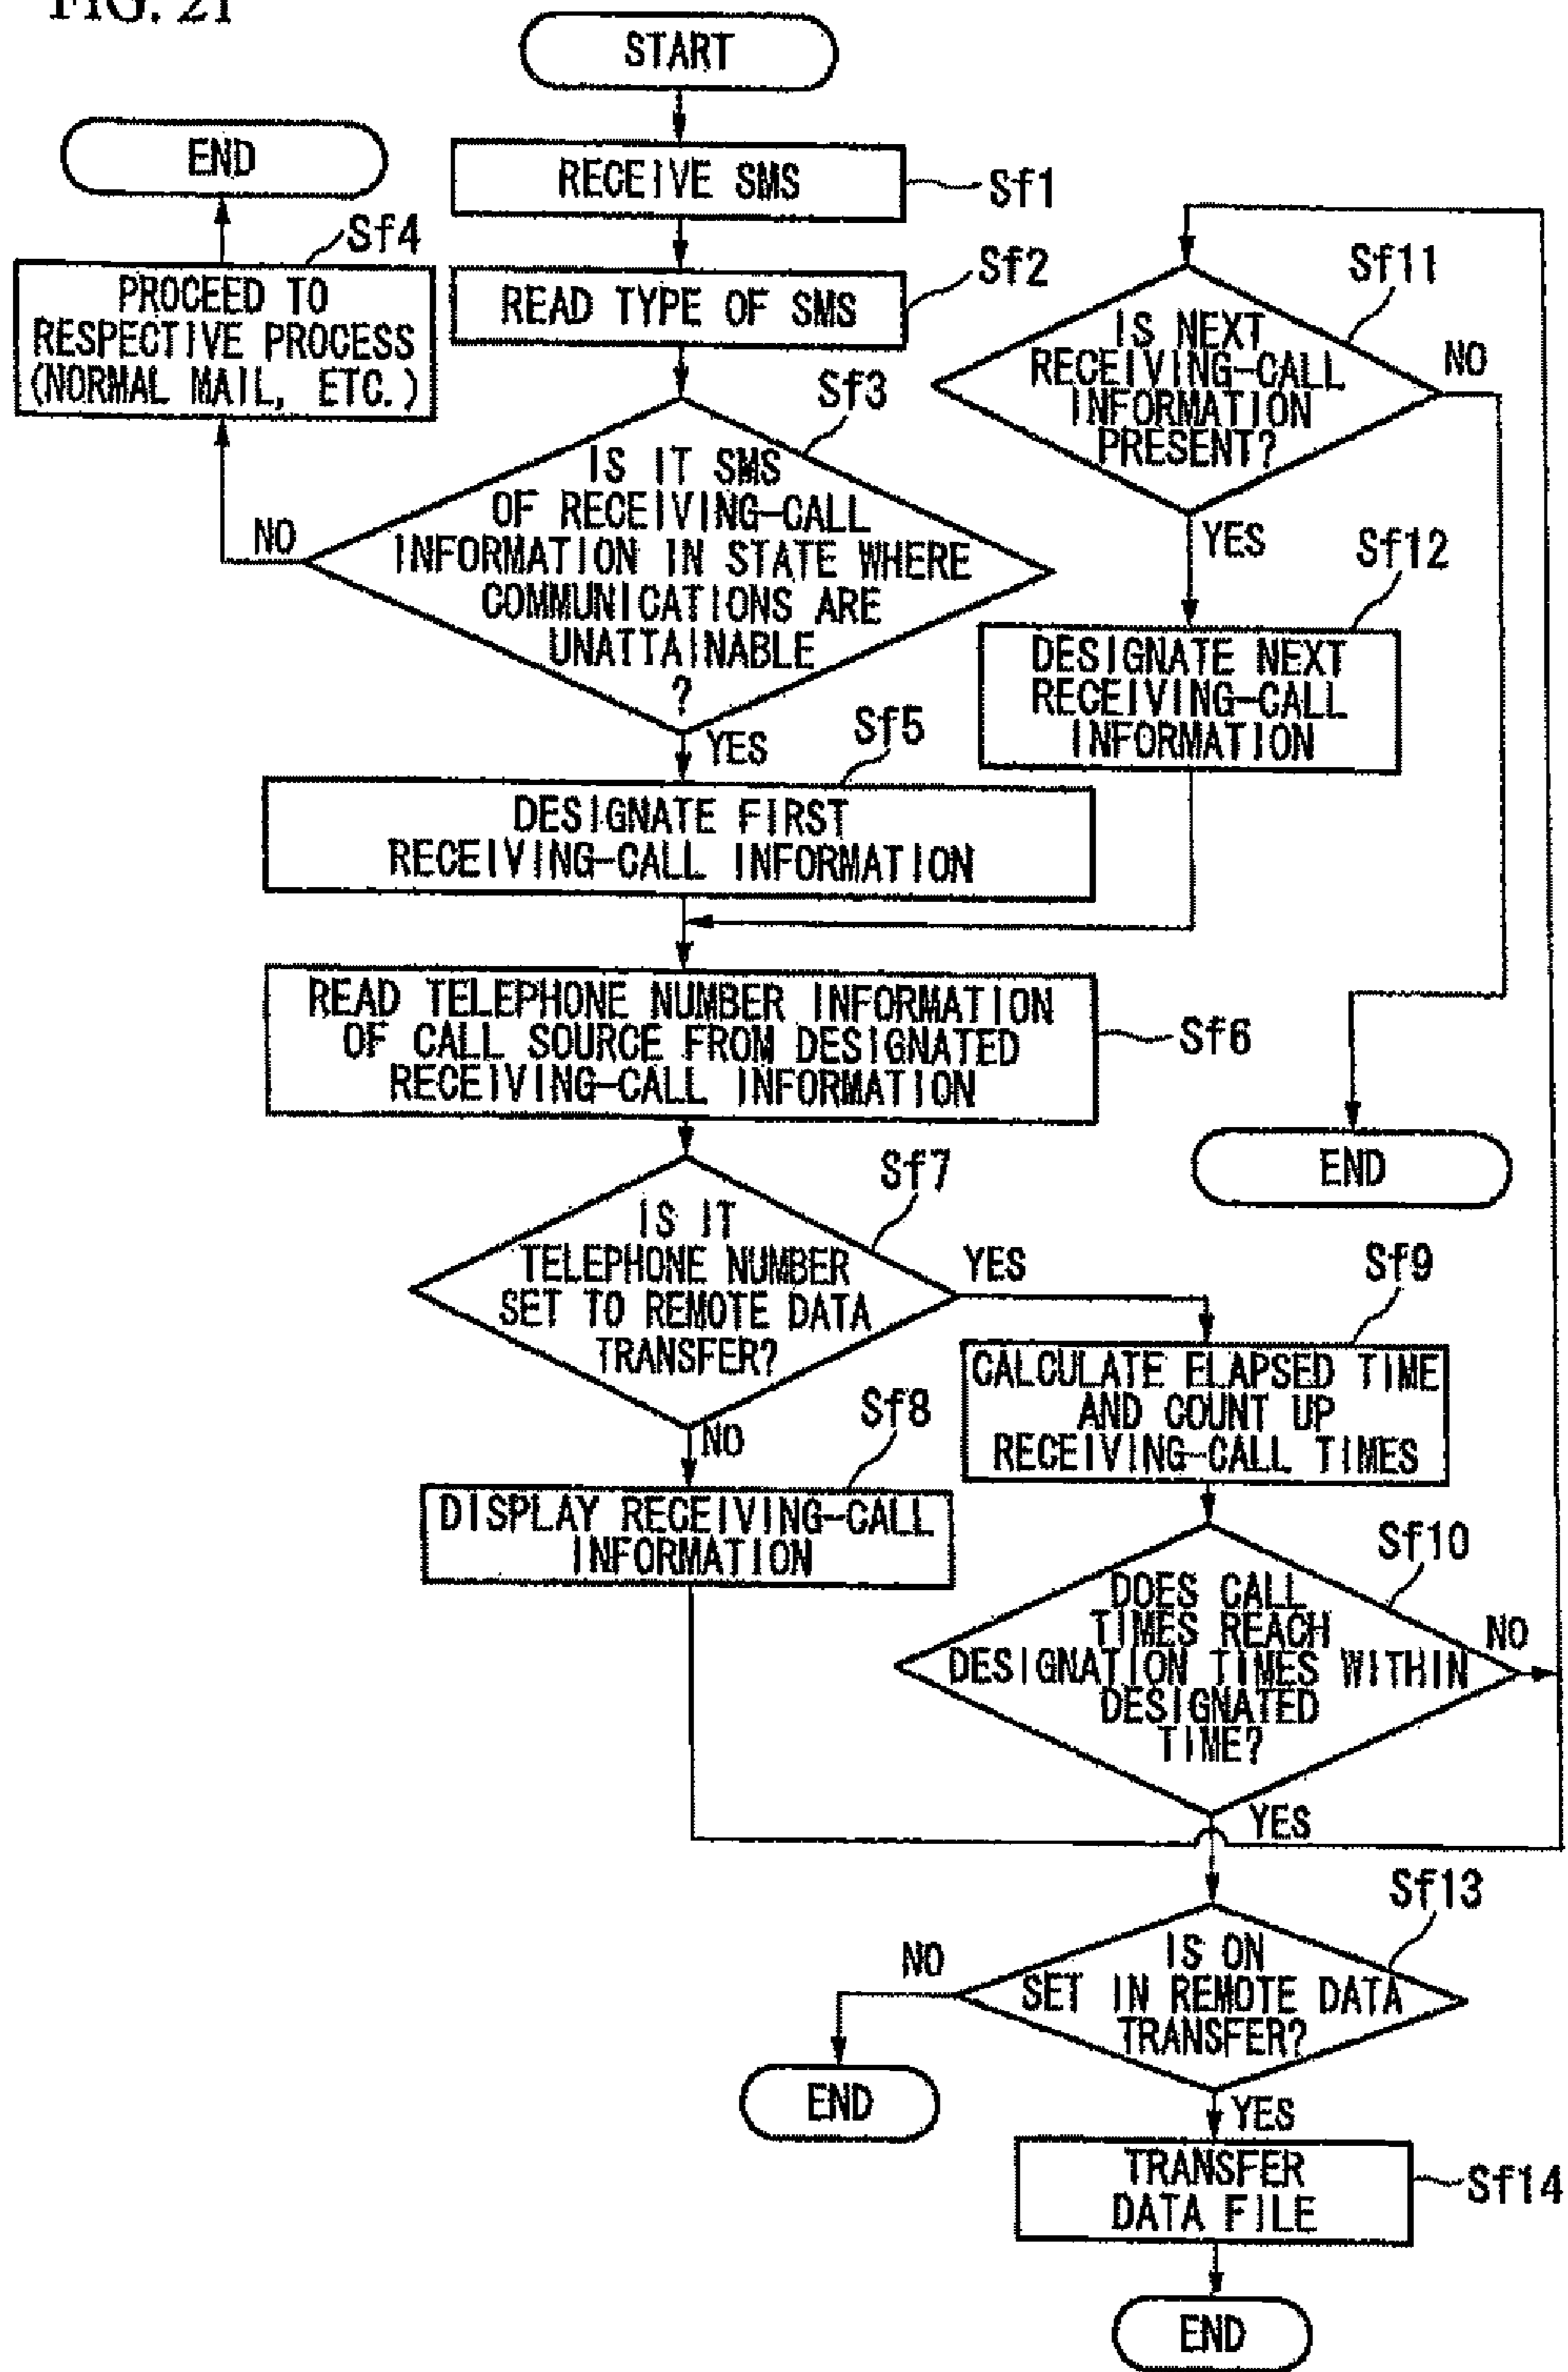 FIG. 21
START
END
RECEIVE SMS
Sf1
Sf4
PROCEED TO
RESPECTIVE PROCESS
(NORMAL MAIL, ETC.)
READ TYPE OF SMS
Sf2
Sf3
IS IT SMS
OF RECEIVING-CALL
INFORMATION IN STATE WHERE
COMMUNICATIONS ARE
UNATTAINABLE
?
NO
YES
Sf11
IS NEXT
RECEIVING-CALL
INFORMATION
PRESENT?
NO
YES
Sf12
DESIGNATE NEXT
RECEIVING-CALL
INFORMATION
Sf5
DESIGNATE FIRST
RECEIVING-CALL INFORMATION
READ TELEPHONE NUMBER INFORMATION
OF CALL SOURCE FROM DESIGNATED
RECEIVING-CALL INFORMATION
Sf6
END
Sf7
IS IT
TELEPHONE NUMBER
SET TO REMOTE DATA
TRANSFER?
YES
NO
Sf9
CALCULATE ELAPSED TIME
AND COUNT UP
RECEIVING-CALL TIMES
Sf8
DISPLAY RECEIVING-CALL
INFORMATION
Sf10
DOES CALL
TIMES REACH
DESIGNATION TIMES WITHIN
DESIGNATED
TIME?
NO
YES
Sf13
IS ON
SET IN REMOTE DATA
TRANSFER?
NO
END
YES
TRANSFER
DATA FILE
Sf14
END